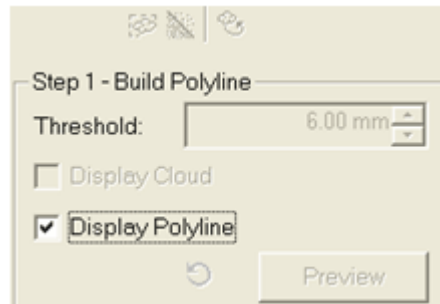 Step 1 - Build Polyline
Threshold: 6.00 mm
Display Cloud
Display Polyline
Preview